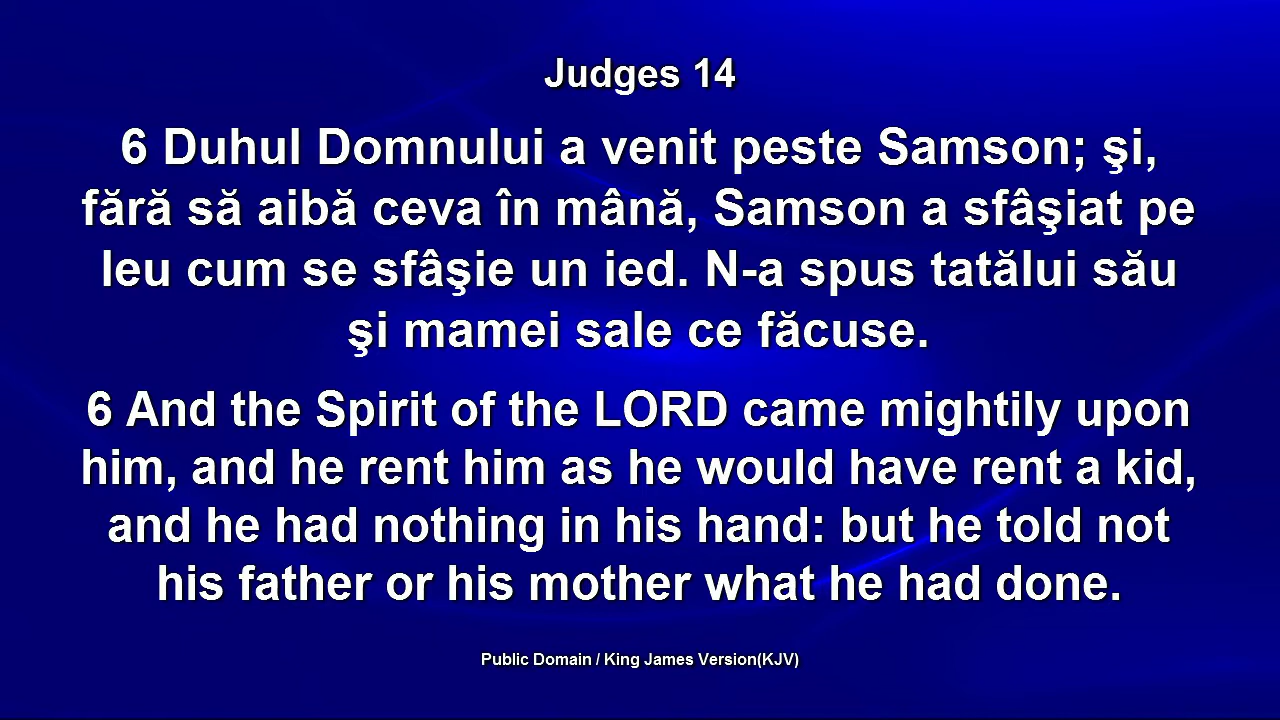 Judges 14
6 Duhul Domnului a venit peste Samson; şi,
fără să aibă ceva în mână, Samson a sfâşiat pe
leu cum se sfâşie un ied. N-a spus tatălui său
şi mamei sale ce făcuse.
6 And the Spirit of the LORD came mightily upon
him, and he rent him as he would have rent a kid,
and he had nothing in his hand: but he told not
his father or his mother what he had done.
Public Domain / King James Version(KJV)